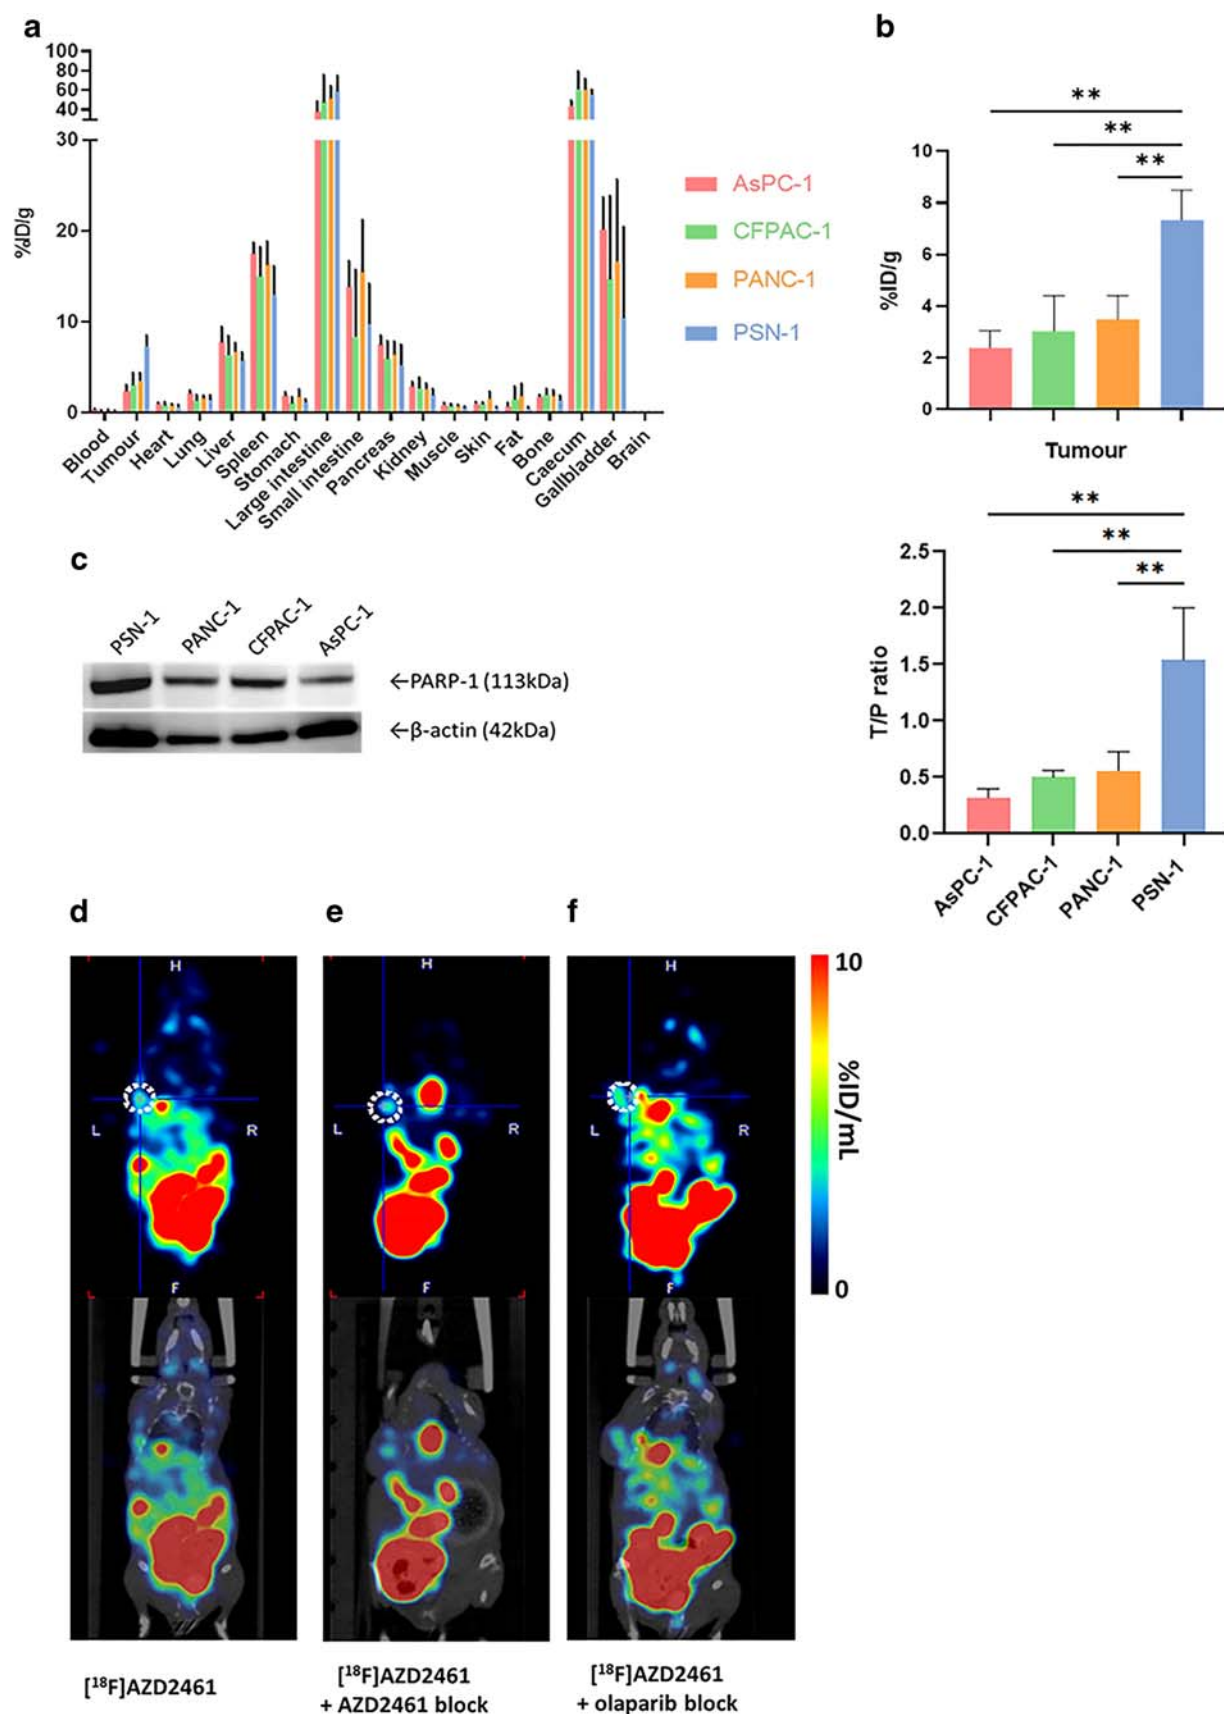 a
100
80
60
40
30
20
10
0
%ID/g
Blood
Tumour
Heart
Lung
Liver
Spleen
Stomach
Large intestine
Small intestine
Pancreas
Kidney
Muscle
Skin
Fat
Bone
Caecum
Gallbladder
Brain
AsPC-1
CFPAC-1
PANC-1
PSN-1
b
**
**
**
10
8
6
4
2
0
%ID/g
Tumour
**
**
**
2.5
2.0
1.5
1.0
0.5
0.0
T/P ratio
AsPC-1
CFPAC-1
PANC-1
PSN-1
c
PSN-1
PANC-1
CFPAC-1
AsPC-1
←PARP-1 (113kDa)
←β-actin (42kDa)
d
e
f
H
L
R
F
H
L
R
F
H
L
R
F
10
%ID/mL
0
[¹⁸F]AZD2461
[¹⁸F]AZD2461
+ AZD2461 block
[¹⁸F]AZD2461
+ olaparib block